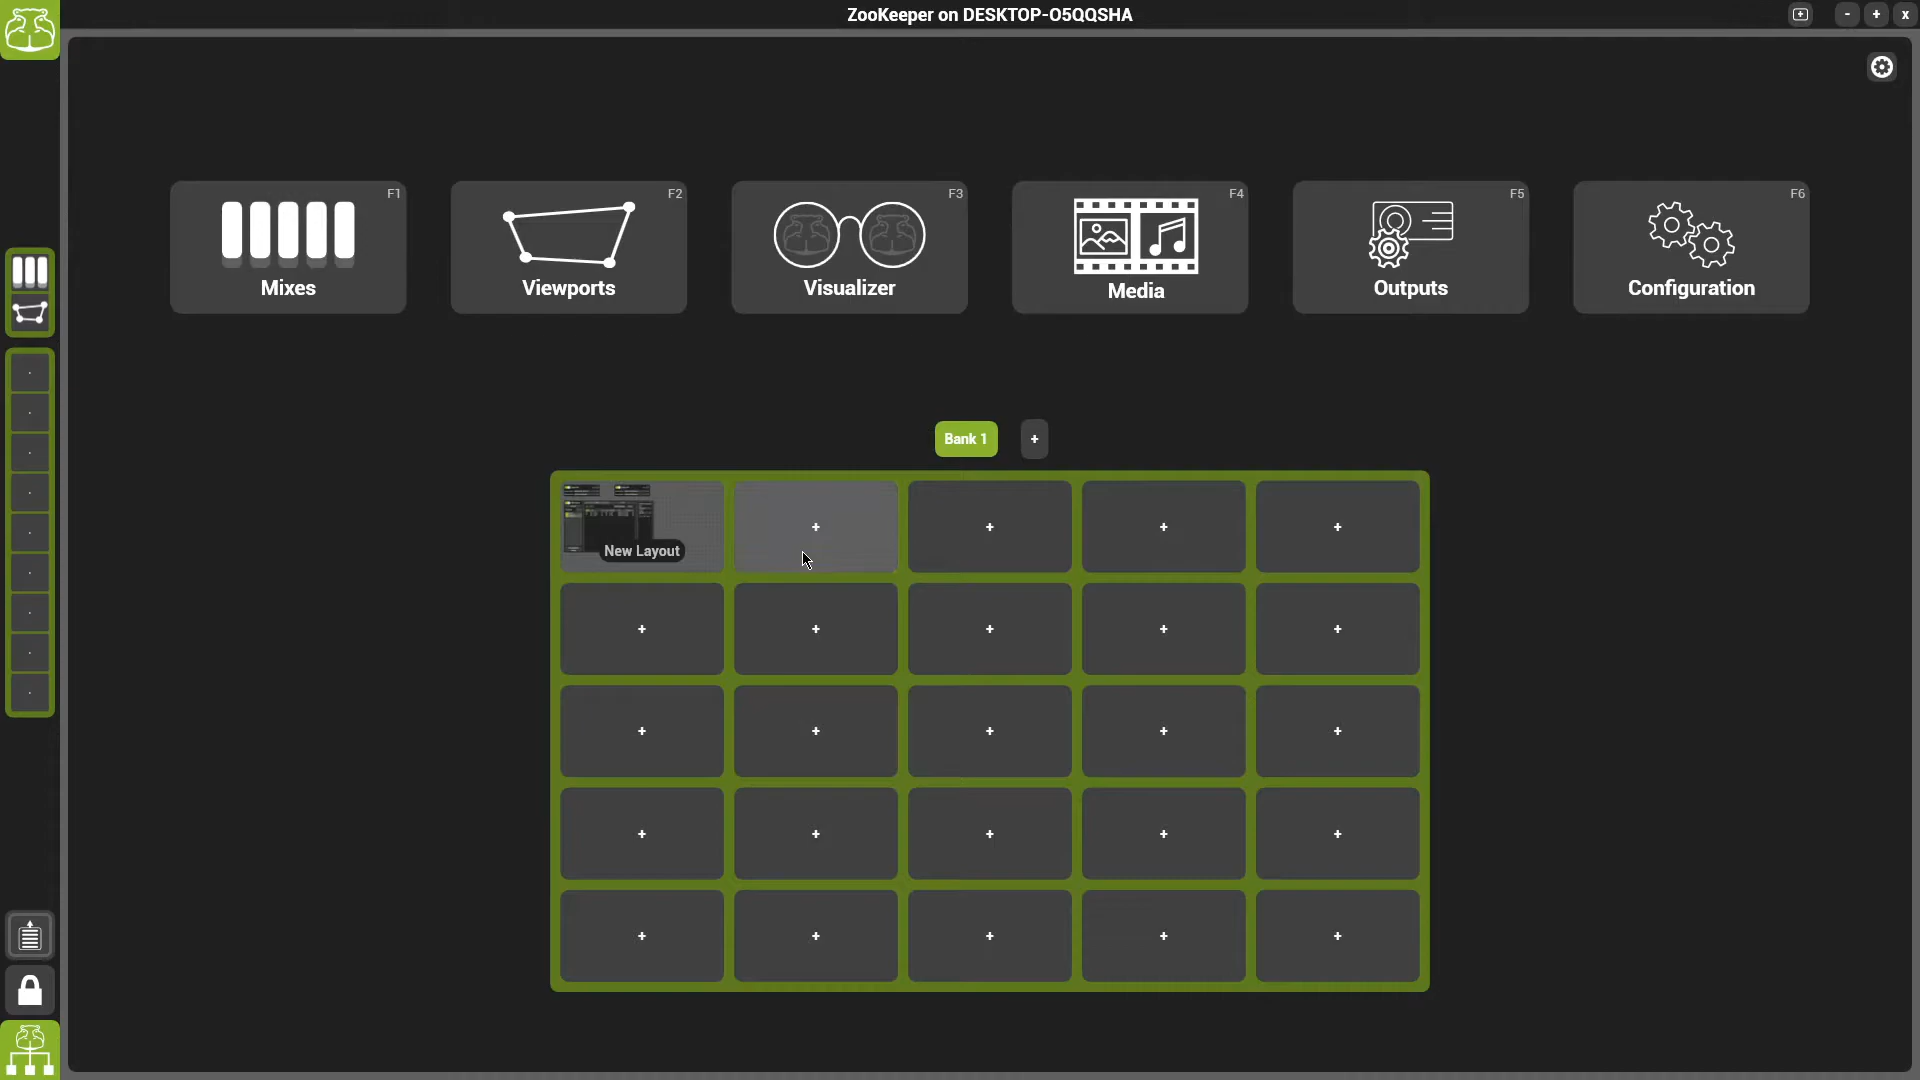 ZooKeeper on DESKTOP-O5QQSHA
- + x
F1 F2 F3 F4 F5 F6
Mixes Viewports Visualizer Media Outputs Configuration
Bank 1 +
New Layout + + + +
+ + + + +
+ + + + +
+ + + + +
+ + + + +